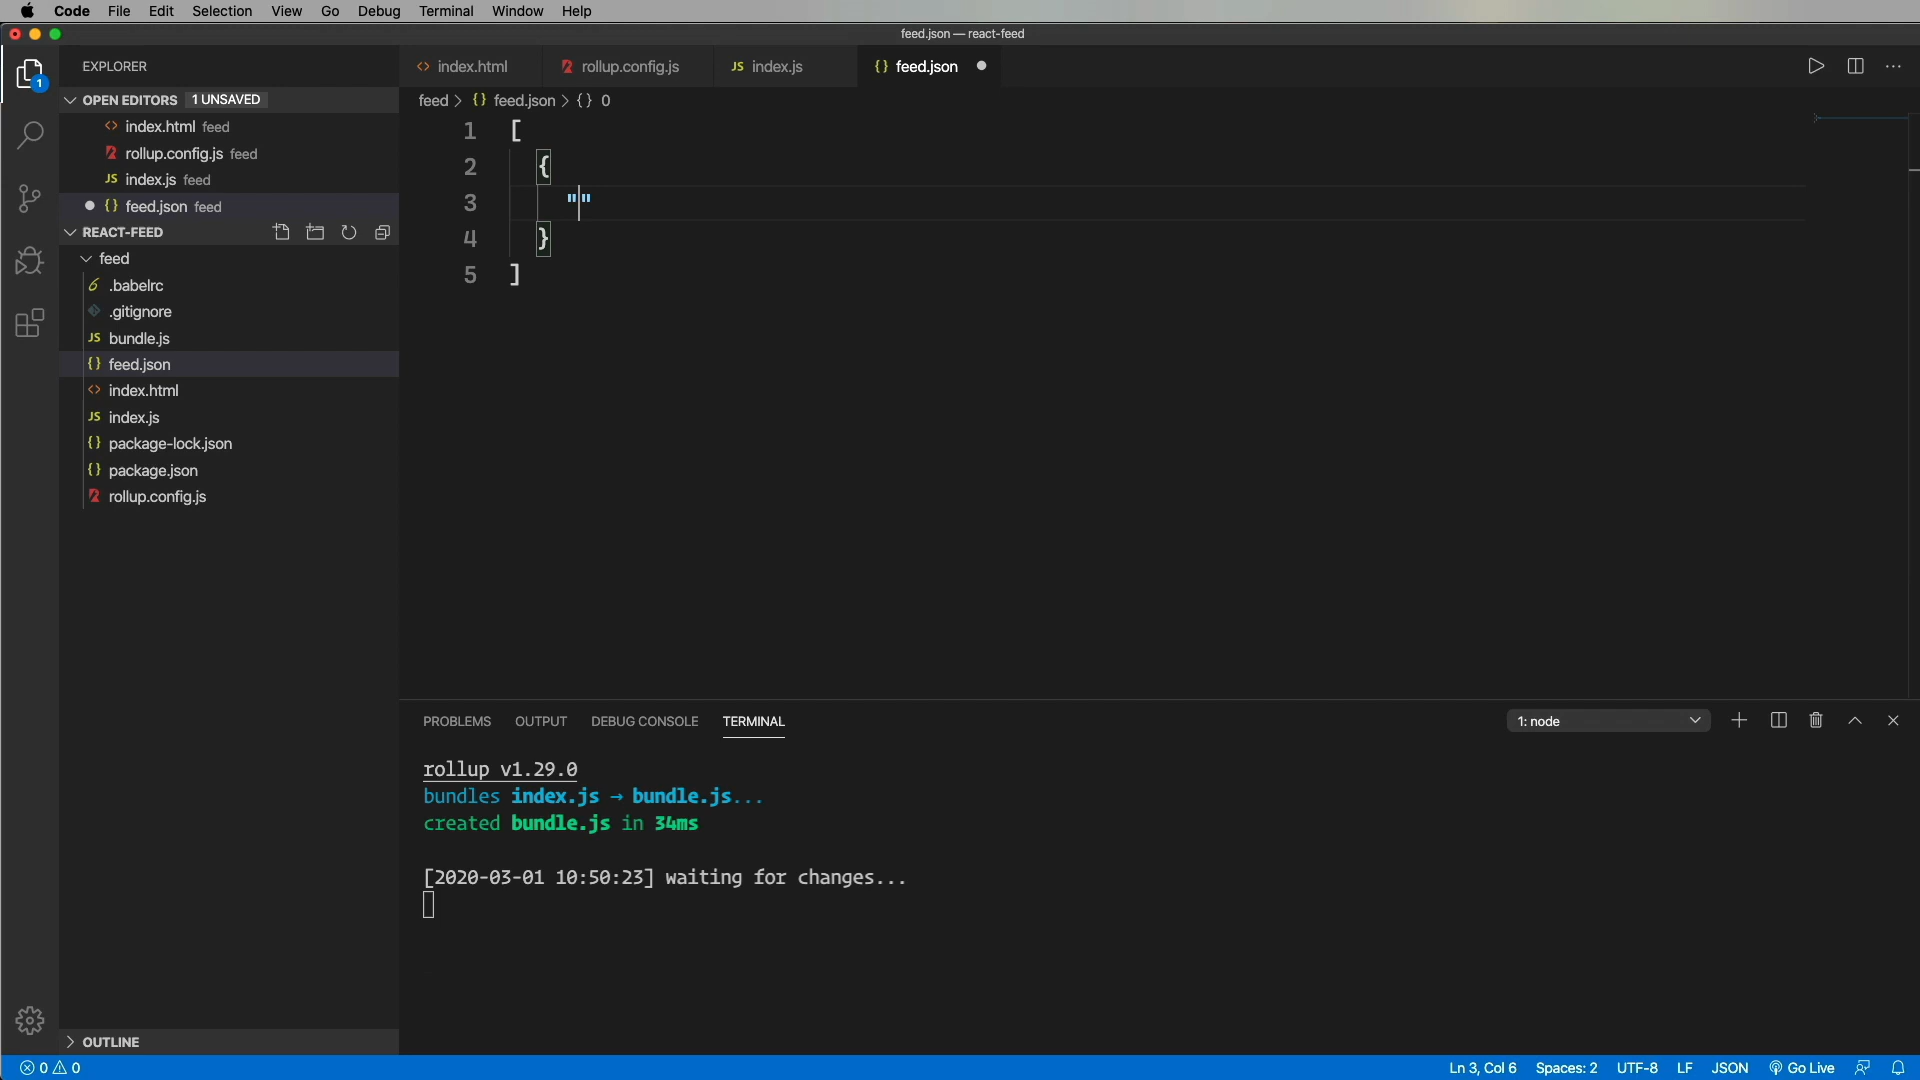 Code File Edit Selection View Go Debug Terminal Window Help
feed.json — react-feed
EXPLORER
OPEN EDITORS 1 UNSAVED
index.html feed
rollup.config.js feed
JS index.js feed
{} feed.json feed
REACT-FEED
feed
.babelrc
.gitignore
JS bundle.js
{} feed.json
<> index.html
JS index.js
{} package-lock.json
{} package.json
rollup.config.js
OUTLINE
<> index.html rollup.config.js JS index.js {} feed.json
feed > {} feed.json > {} 0
1 [
2 {
3 ""
4 }
5 ]
PROBLEMS OUTPUT DEBUG CONSOLE TERMINAL 1: node
rollup v1.29.0
bundles index.js → bundle.js...
created bundle.js in 34ms
[2020-03-01 10:50:23] waiting for changes...
0 0 Ln 3, Col 6 Spaces: 2 UTF-8 LF JSON Go Live
1